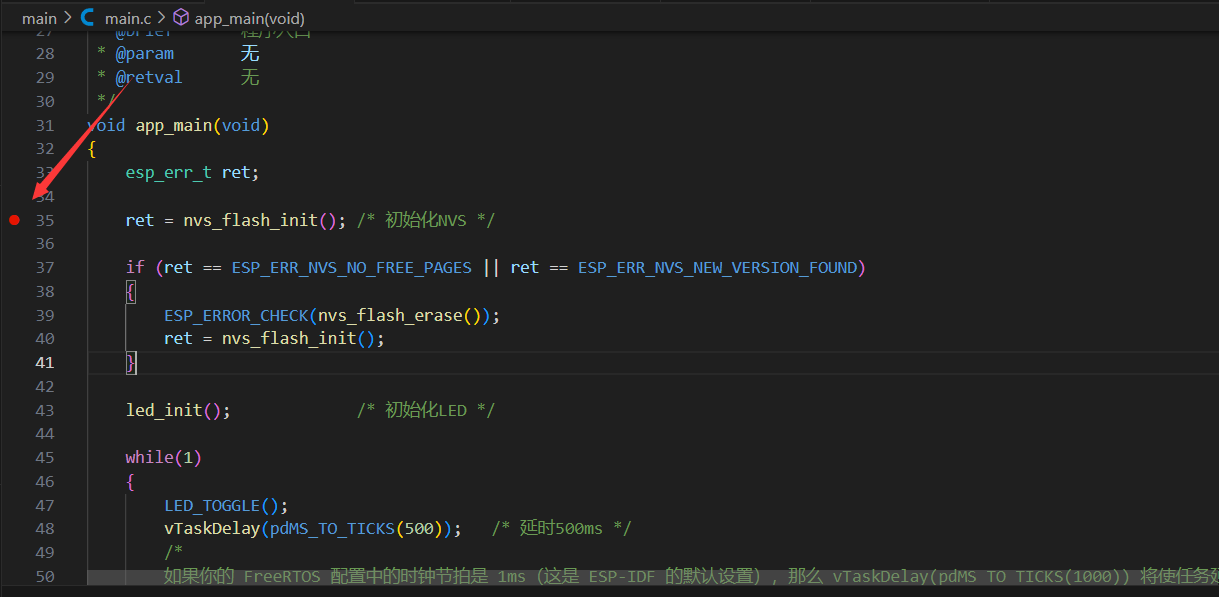 main > main.c > app_main(void)
27 @brief 程序入口
28 * @param 无
29 * @retval 无
30 */
31 void app_main(void)
32 {
33 esp_err_t ret;
34
35 ret = nvs_flash_init(); /* 初始化NVS */
36
37 if (ret == ESP_ERR_NVS_NO_FREE_PAGES || ret == ESP_ERR_NVS_NEW_VERSION_FOUND)
38 {
39 ESP_ERROR_CHECK(nvs_flash_erase());
40 ret = nvs_flash_init();
41 }
42
43 led_init(); /* 初始化LED */
44
45 while(1)
46 {
47 LED_TOGGLE();
48 vTaskDelay(pdMS_TO_TICKS(500)); /* 延时500ms */
49 /*
50 如果你的 FreeRTOS 配置中的时钟节拍是 1ms（这是 ESP-IDF 的默认设置）, 那么 vTaskDelay(pdMS_TO_TICKS(1000)) 将使任务延